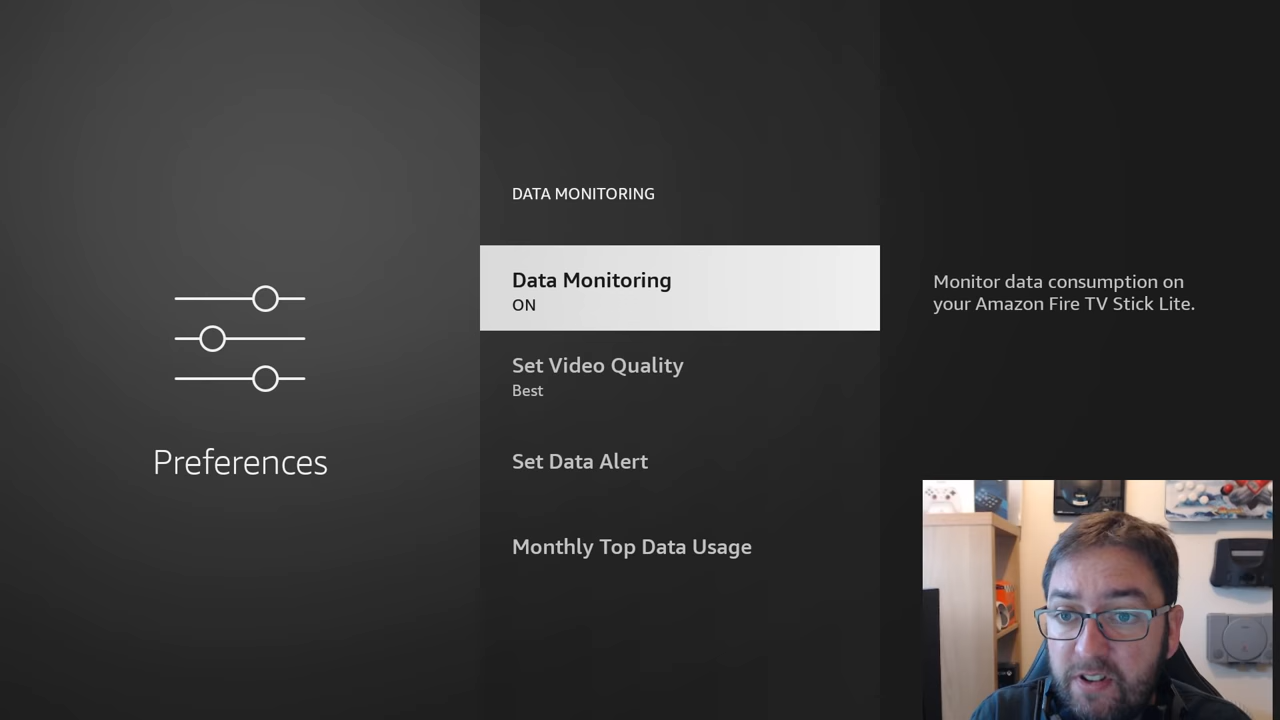 Preferences
DATA MONITORING
Data Monitoring
ON
Set Video Quality
Best
Set Data Alert
Monthly Top Data Usage
Monitor data consumption on
your Amazon Fire TV Stick Lite.